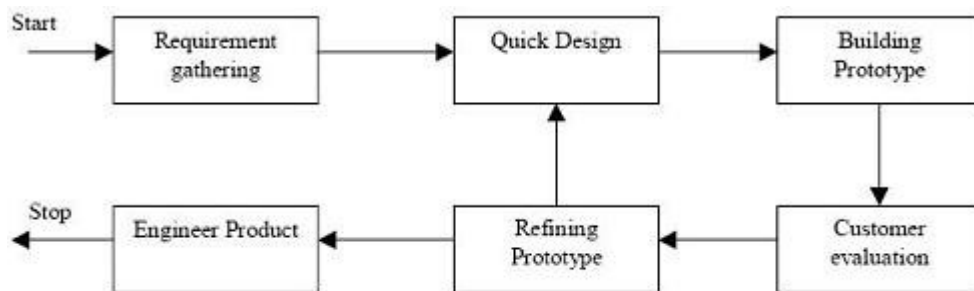 Start
Requirement
gathering
Quick Design
Building
Prototype
Stop
Engineer Product
Refining
Prototype
Customer
evaluation